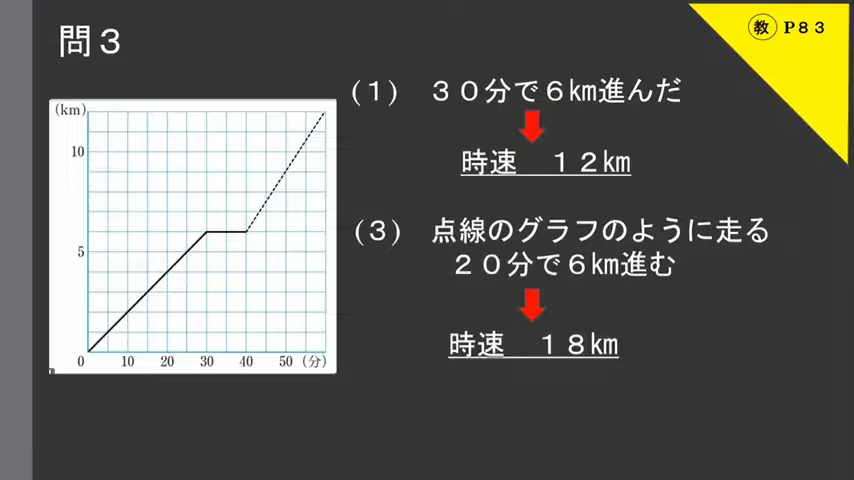 問３
教 P８３
(km)
10
5
0 10 20 30 40 50 (分)
(１) ３０分で６㎞進んだ
時速 １２㎞
(３) 点線のグラフのように走る
２０分で６㎞進む
時速 １８㎞